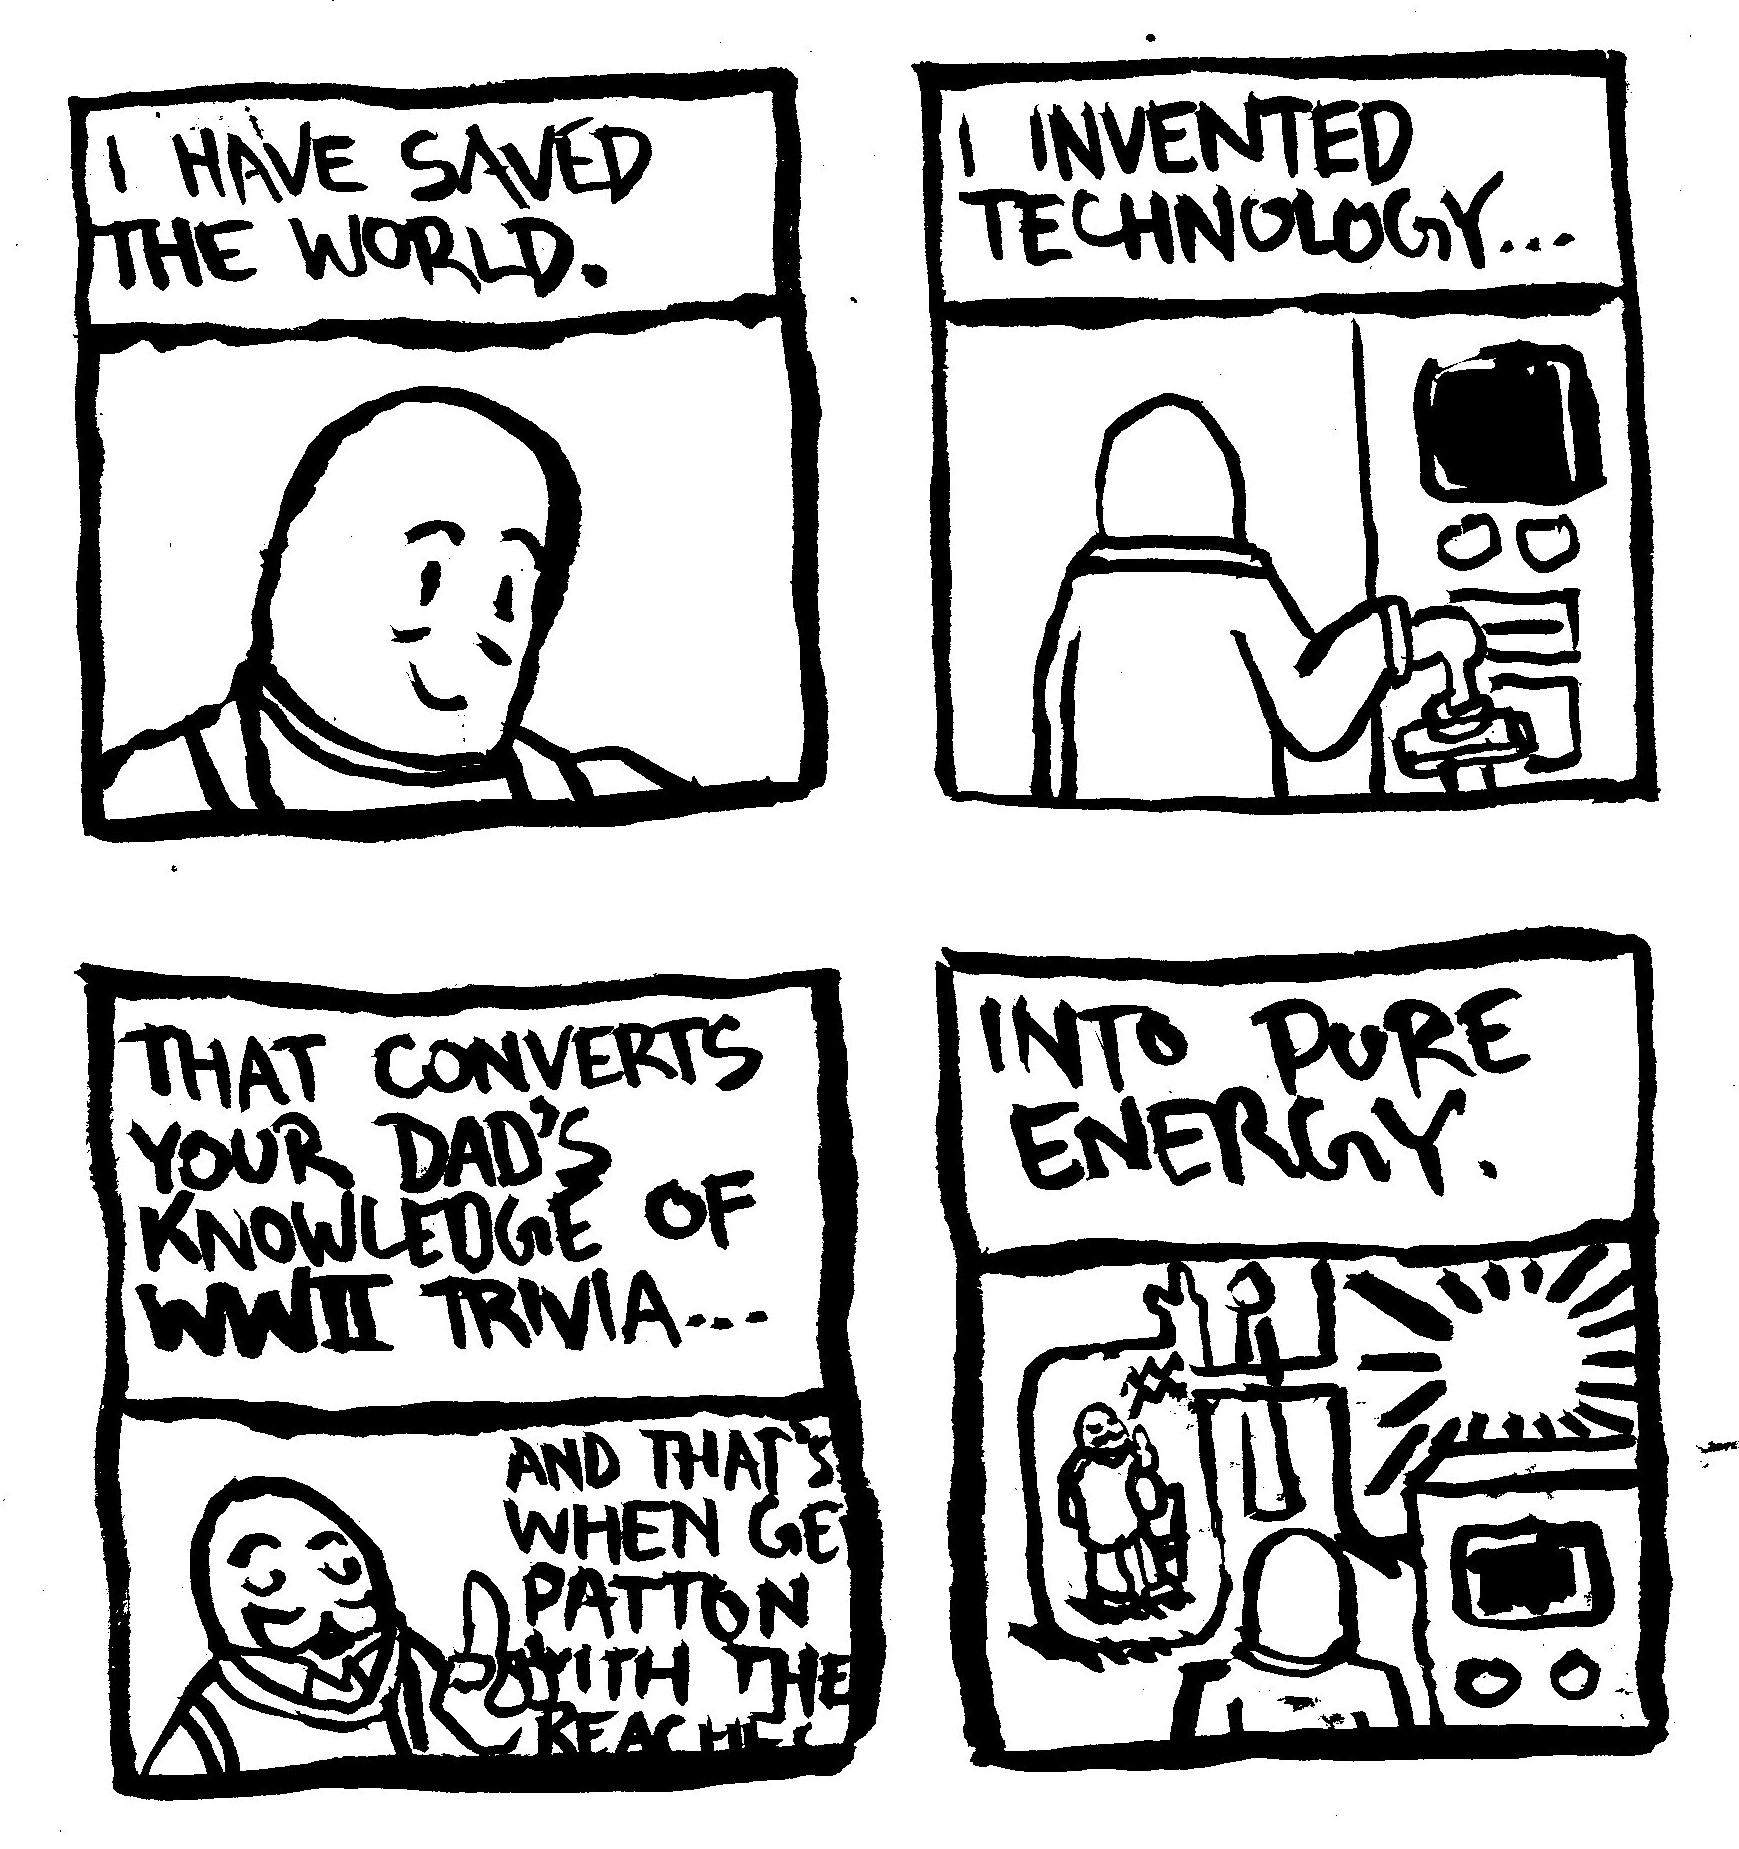 I HAVE SAVED
THE WORLD.
I INVENTED
TECHNOLOGY...
THAT CONVERTS
YOUR DAD'S
KNOWLEDGE OF
WWII TRIVIA...
AND THAT'S
WHEN GE
PATTON
WITH THE
REACHES
INTO PURE
ENERGY.